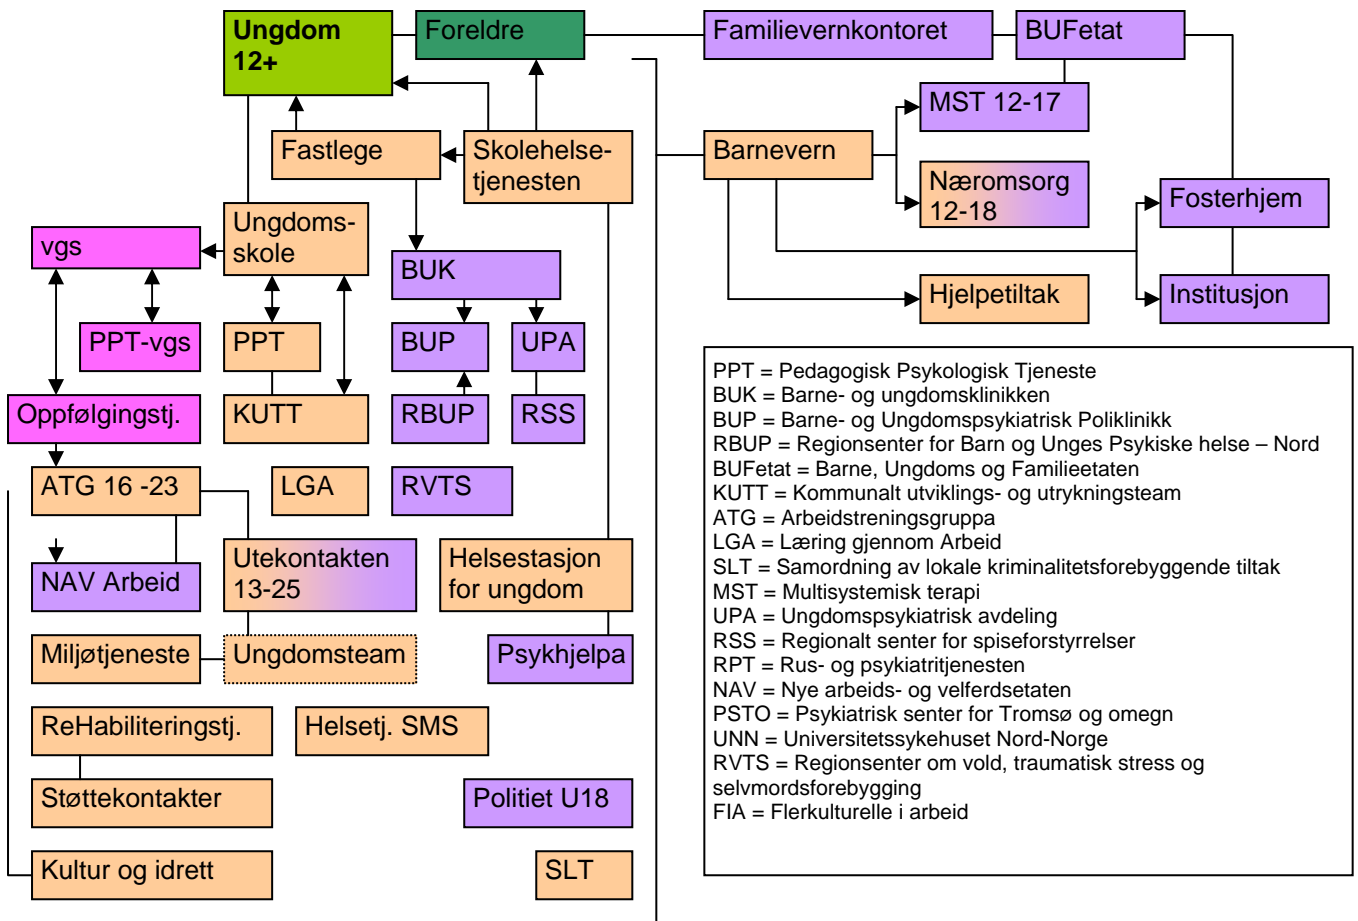 Ungdom
12+
Foreldre
Familievernkontoret
BUFetat
MST 12-17
Fastlege
Skolehelse-
tjenesten
Barnevern
Næromsorg
12-18
Fosterhjem
Ungdoms-
skole
vgs
BUK
Hjelpetiltak
Institusjon
PPT-vgs
PPT
BUP
UPA
Oppfølgingstj.
KUTT
RBUP
RSS
ATG 16 -23
LGA
RVTS
NAV Arbeid
Utekontakten
13-25
Helsestasjon
for ungdom
Miljøtjeneste
Ungdomsteam
Psykhjelpa
ReHabiliteringstj.
Helsetj. SMS
Støttekontakter
Politiet U18
Kultur og idrett
SLT
PPT = Pedagogisk Psykologisk Tjeneste
BUK = Barne- og ungdomsklinikken
BUP = Barne- og Ungdomspsykiatrisk Poliklinikk
RBUP = Regionsenter for Barn og Unges Psykiske helse – Nord
BUFetat = Barne, Ungdoms og Familieetaten
KUTT = Kommunalt utviklings- og utrykningsteam
ATG = Arbeidstreningsgruppa
LGA = Læring gjennom Arbeid
SLT = Samordning av lokale kriminalitetsforebyggende tiltak
MST = Multisystemisk terapi
UPA = Ungdomspsykiatrisk avdeling
RSS = Regionalt senter for spiseforstyrrelser
RPT = Rus- og psykiatritjenesten
NAV = Nye arbeids- og velferdsetaten
PSTO = Psykiatrisk senter for Tromsø og omegn
UNN = Universitetssykehuset Nord-Norge
RVTS = Regionsenter om vold, traumatisk stress og
selvmordsforebygging
FIA = Flerkulturelle i arbeid